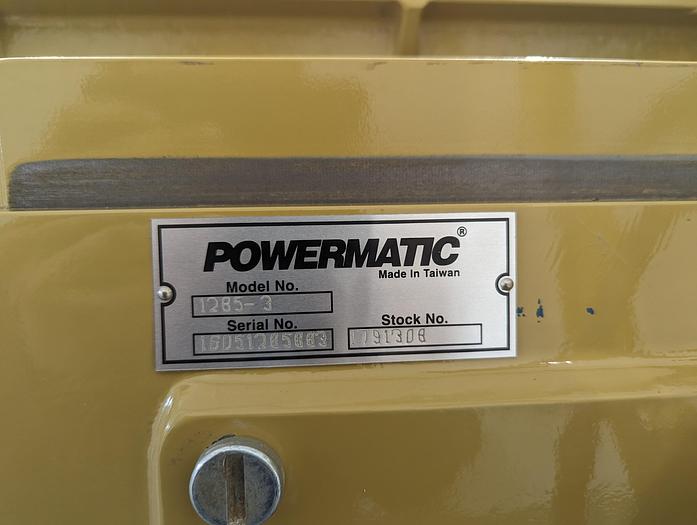 POWERMATIC®
Made In Taiwan
Model No.
1285-3
Serial No.
Stock No.
1791308